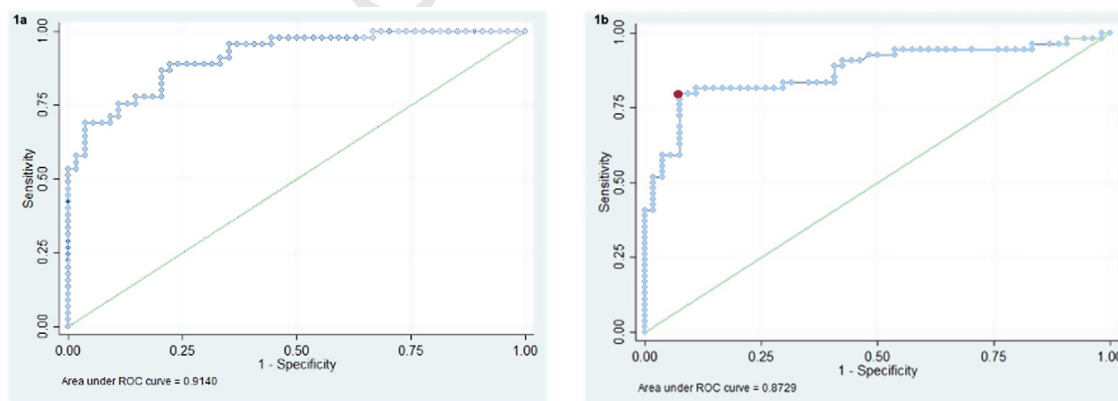 1a
Sensitivity
1.00
0.75
0.50
0.25
0.00
0.00 0.25 0.50 0.75 1.00
1 - Specificity
Area under ROC curve = 0.9140
1b
Sensitivity
1.00
0.75
0.50
0.25
0.00
0.00 0.25 0.50 0.75 1.00
1 - Specificity
Area under ROC curve = 0.8729